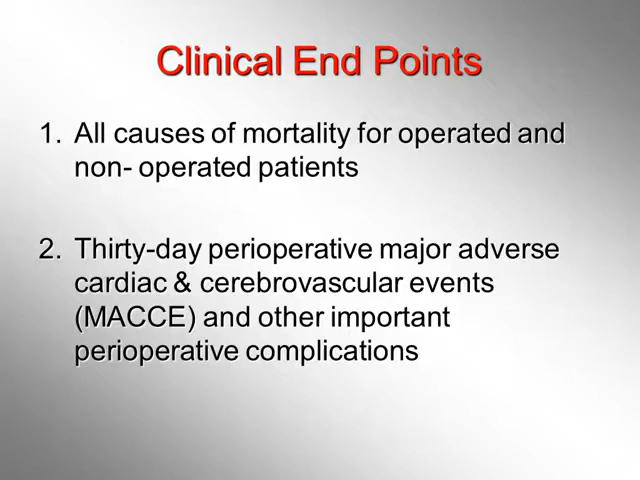 Clinical End Points
1. All causes of mortality for operated and
non- operated patients
2. Thirty-day perioperative major adverse
cardiac & cerebrovascular events
(MACCE) and other important
perioperative complications